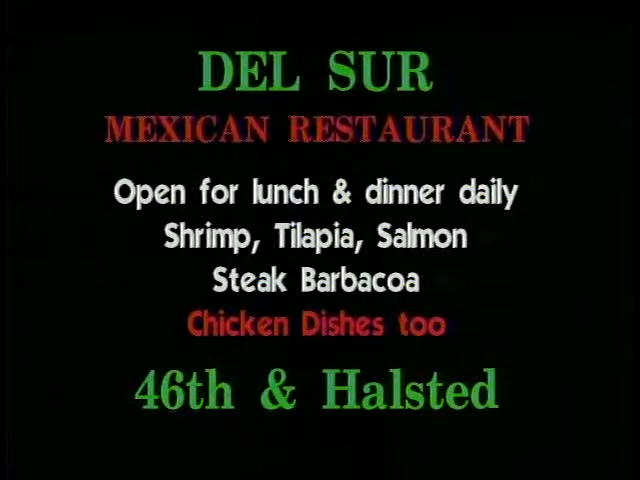 DEL SUR
MEXICAN RESTAURANT
Open for lunch & dinner daily
Shrimp, Tilapia, Salmon
Steak Barbacoa
Chicken Dishes too
46th & Halsted